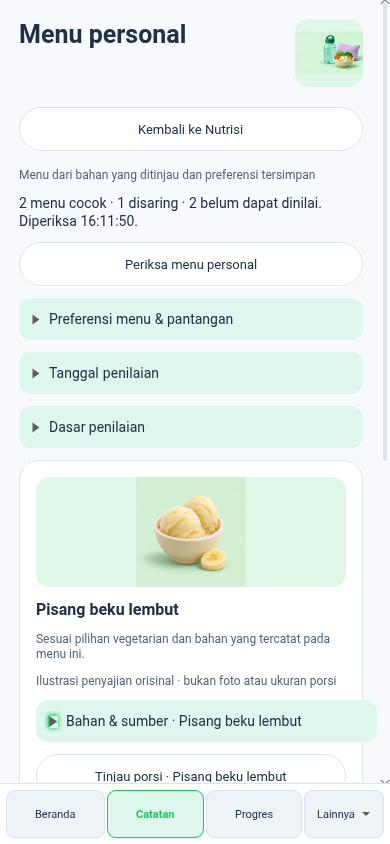 Menu personal
Kembali ke Nutrisi
Menu dari bahan yang ditinjau dan preferensi tersimpan
2 menu cocok · 1 disaring · 2 belum dapat dinilai.
Diperiksa 16:11:50.
Periksa menu personal
Preferensi menu & pantangan
Tanggal penilaian
Dasar penilaian
Pisang beku lembut
Sesuai pilihan vegetarian dan bahan yang tercatat pada
menu ini.
Ilustrasi penyajian orisinal · bukan foto atau ukuran porsi
Bahan & sumber · Pisang beku lembut
Tinjau porsi · Pisang beku lembut
Beranda
Catatan
Progres
Lainnya